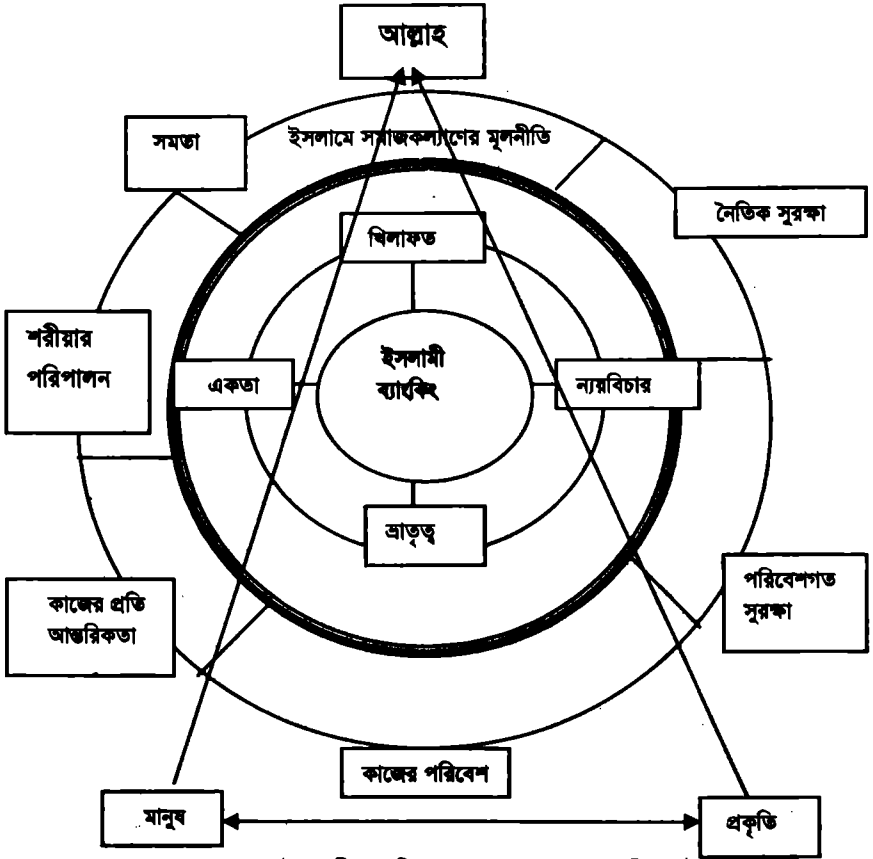 আল্লাহ
সমতা
ইসলামে সমাজকল্যাণের মূলনীতি
নৈতিক সুরক্ষা
খিলাফত
শরীয়ার
পরিপালন
ইসলামী
ব্যাংকিং
একতা
ন্যয়বিচার
ভ্রাতৃত্ব
পরিবেশগত
সুরক্ষা
কাজের প্রতি
আন্তরিকতা
কাজের পরিবেশ
মানুষ
প্রকৃতি